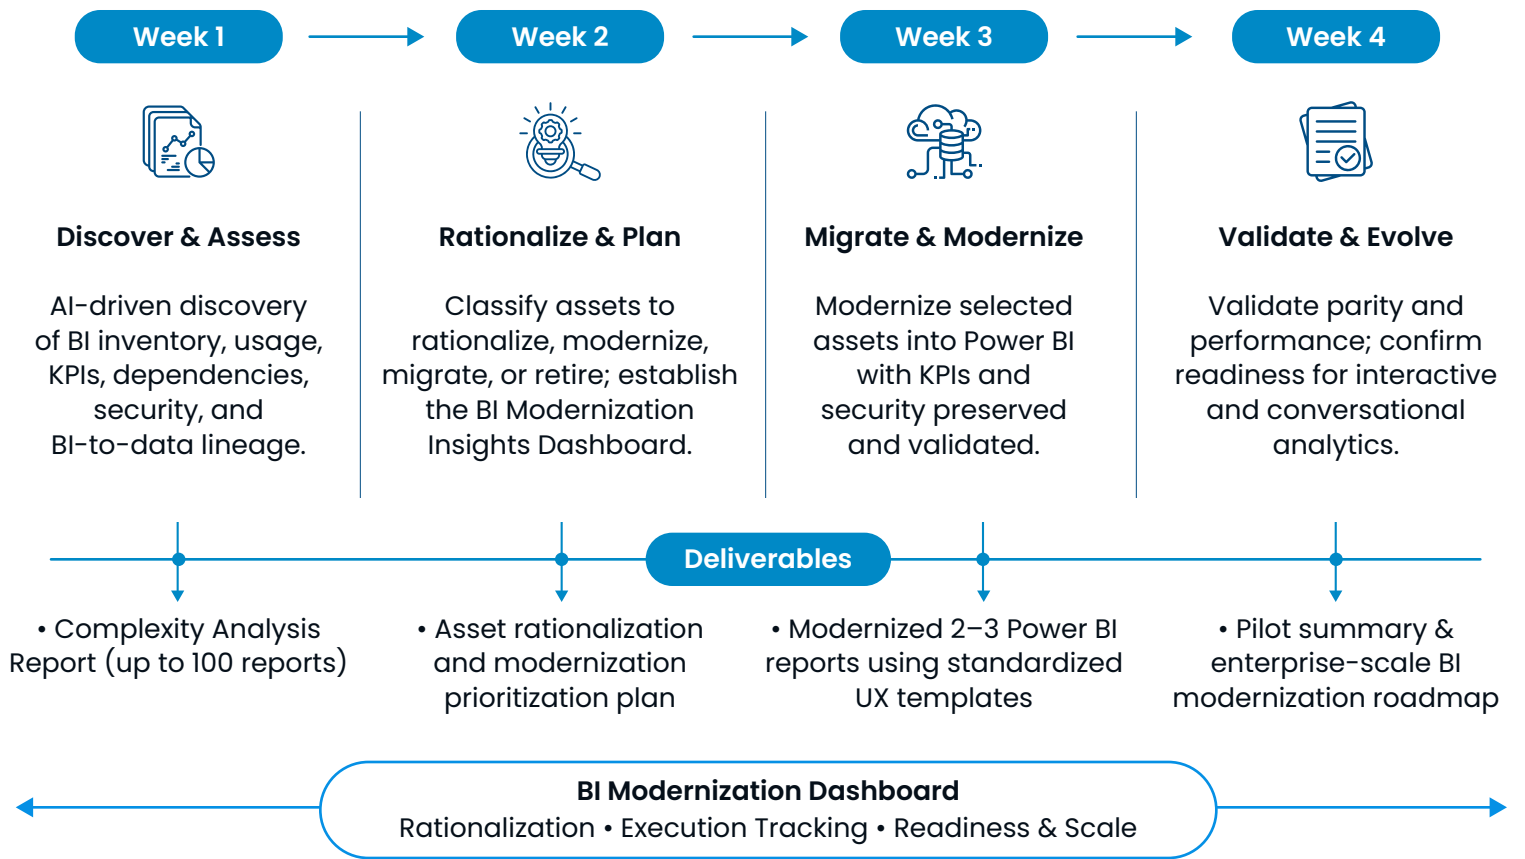 Week 1
Week 2
Week 3
Week 4
Discover & Assess
AI-driven discovery
of BI inventory, usage,
KPIs, dependencies,
security, and
BI-to-data lineage.
Rationalize & Plan
Classify assets to
rationalize, modernize,
migrate, or retire; establish
the BI Modernization
Insights Dashboard.
Migrate & Modernize
Modernize selected
assets into Power BI
with KPIs and
security preserved
and validated.
Validate & Evolve
Validate parity and
performance; confirm
readiness for interactive
and conversational
analytics.
Deliverables
• Complexity Analysis
Report (up to 100 reports)
• Asset rationalization
and modernization
prioritization plan
• Modernized 2–3 Power BI
reports using standardized
UX templates
• Pilot summary &
enterprise-scale BI
modernization roadmap
BI Modernization Dashboard
Rationalization • Execution Tracking • Readiness & Scale